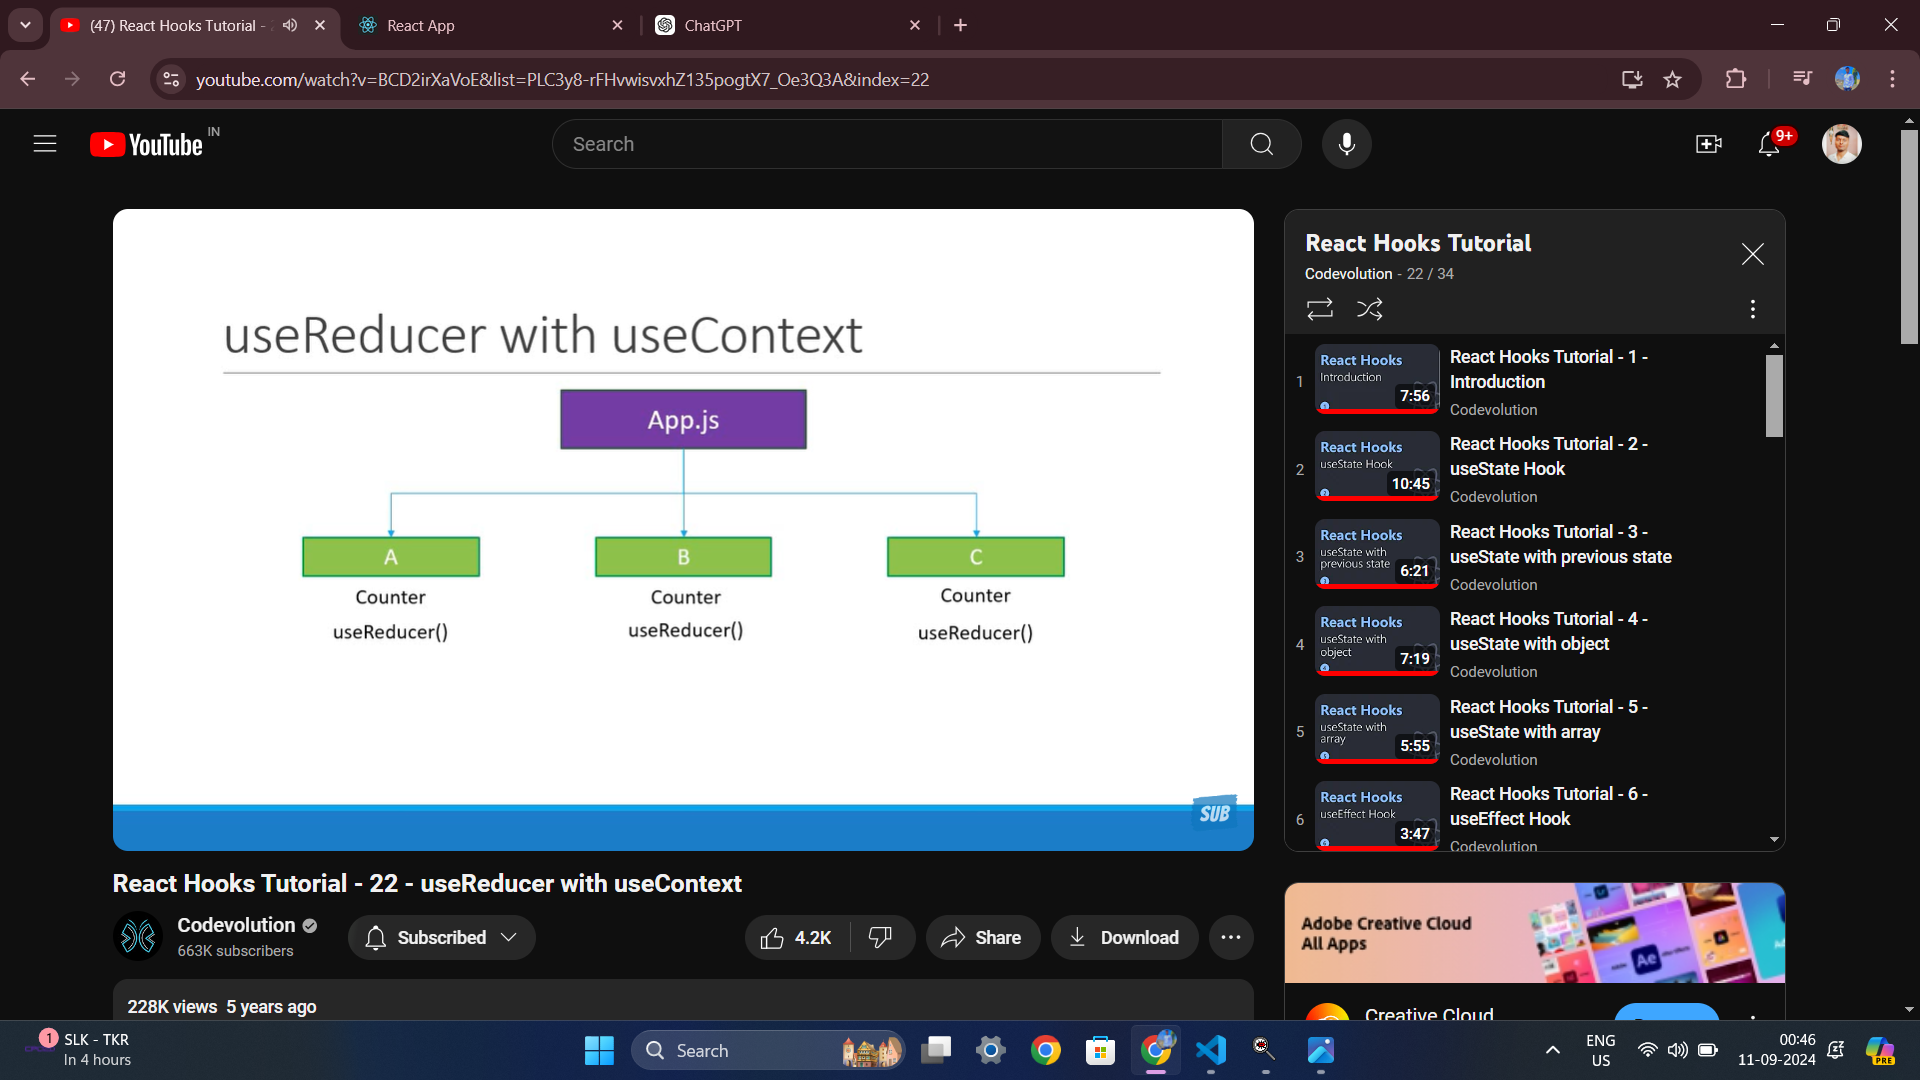 (47) React Hooks Tutorial -
React App
ChatGPT
youtube.com/watch?v=BCD2irXaVoE&list=PLC3y8-rFHvwisvxhZ135pogtX7_Oe3Q3A&index=22
YouTube IN
Search
9+
useReducer with useContext
App.js
A B C
Counter Counter Counter
useReducer() useReducer() useReducer()
SUB
React Hooks Tutorial - 22 - useReducer with useContext
Codevolution
663K subscribers
Subscribed
4.2K
Share
Download
228K views 5 years ago
React Hooks Tutorial
Codevolution - 22 / 34
1
React Hooks
Introduction
7:56
React Hooks Tutorial - 1 -
Introduction
Codevolution
2
React Hooks
useState Hook
10:45
React Hooks Tutorial - 2 -
useState Hook
Codevolution
3
React Hooks
useState with
previous state
6:21
React Hooks Tutorial - 3 -
useState with previous state
Codevolution
4
React Hooks
useState with
object
7:19
React Hooks Tutorial - 4 -
useState with object
Codevolution
5
React Hooks
useState with
array
5:55
React Hooks Tutorial - 5 -
useState with array
Codevolution
6
React Hooks
useEffect Hook
3:47
React Hooks Tutorial - 6 -
useEffect Hook
Codevolution
Adobe Creative Cloud
All Apps
Ae
Creative Cloud
1
SLK - TKR
In 4 hours
Search
ENG
US
00:46
11-09-2024
PRE